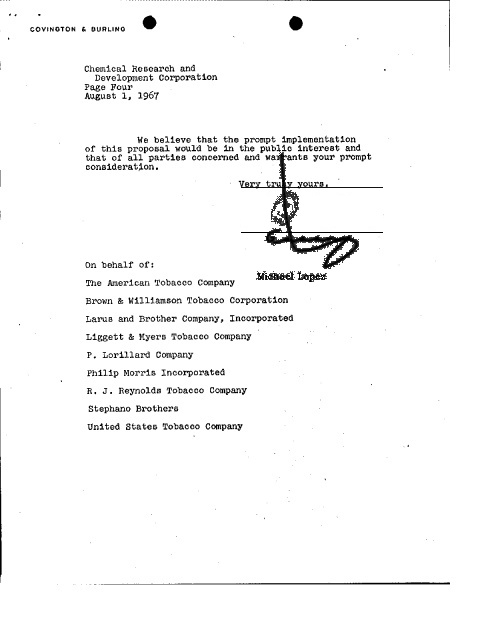 COVINGTON & BURLING
Chemical Research and
Development Corporation
Page Four
August 1, 1967
We believe that the prompt implementation
of this proposal would be in the public interest and
that of all parties concerned and warrants your prompt
consideration.
Very truly yours,
Michael Lopez
On behalf of:
The American Tobacco Company
Brown & Williamson Tobacco Corporation
Larus and Brother Company, Incorporated
Liggett & Myers Tobacco Company
P. Lorillard Company
Philip Morris Incorporated
R. J. Reynolds Tobacco Company
Stephano Brothers
United States Tobacco Company